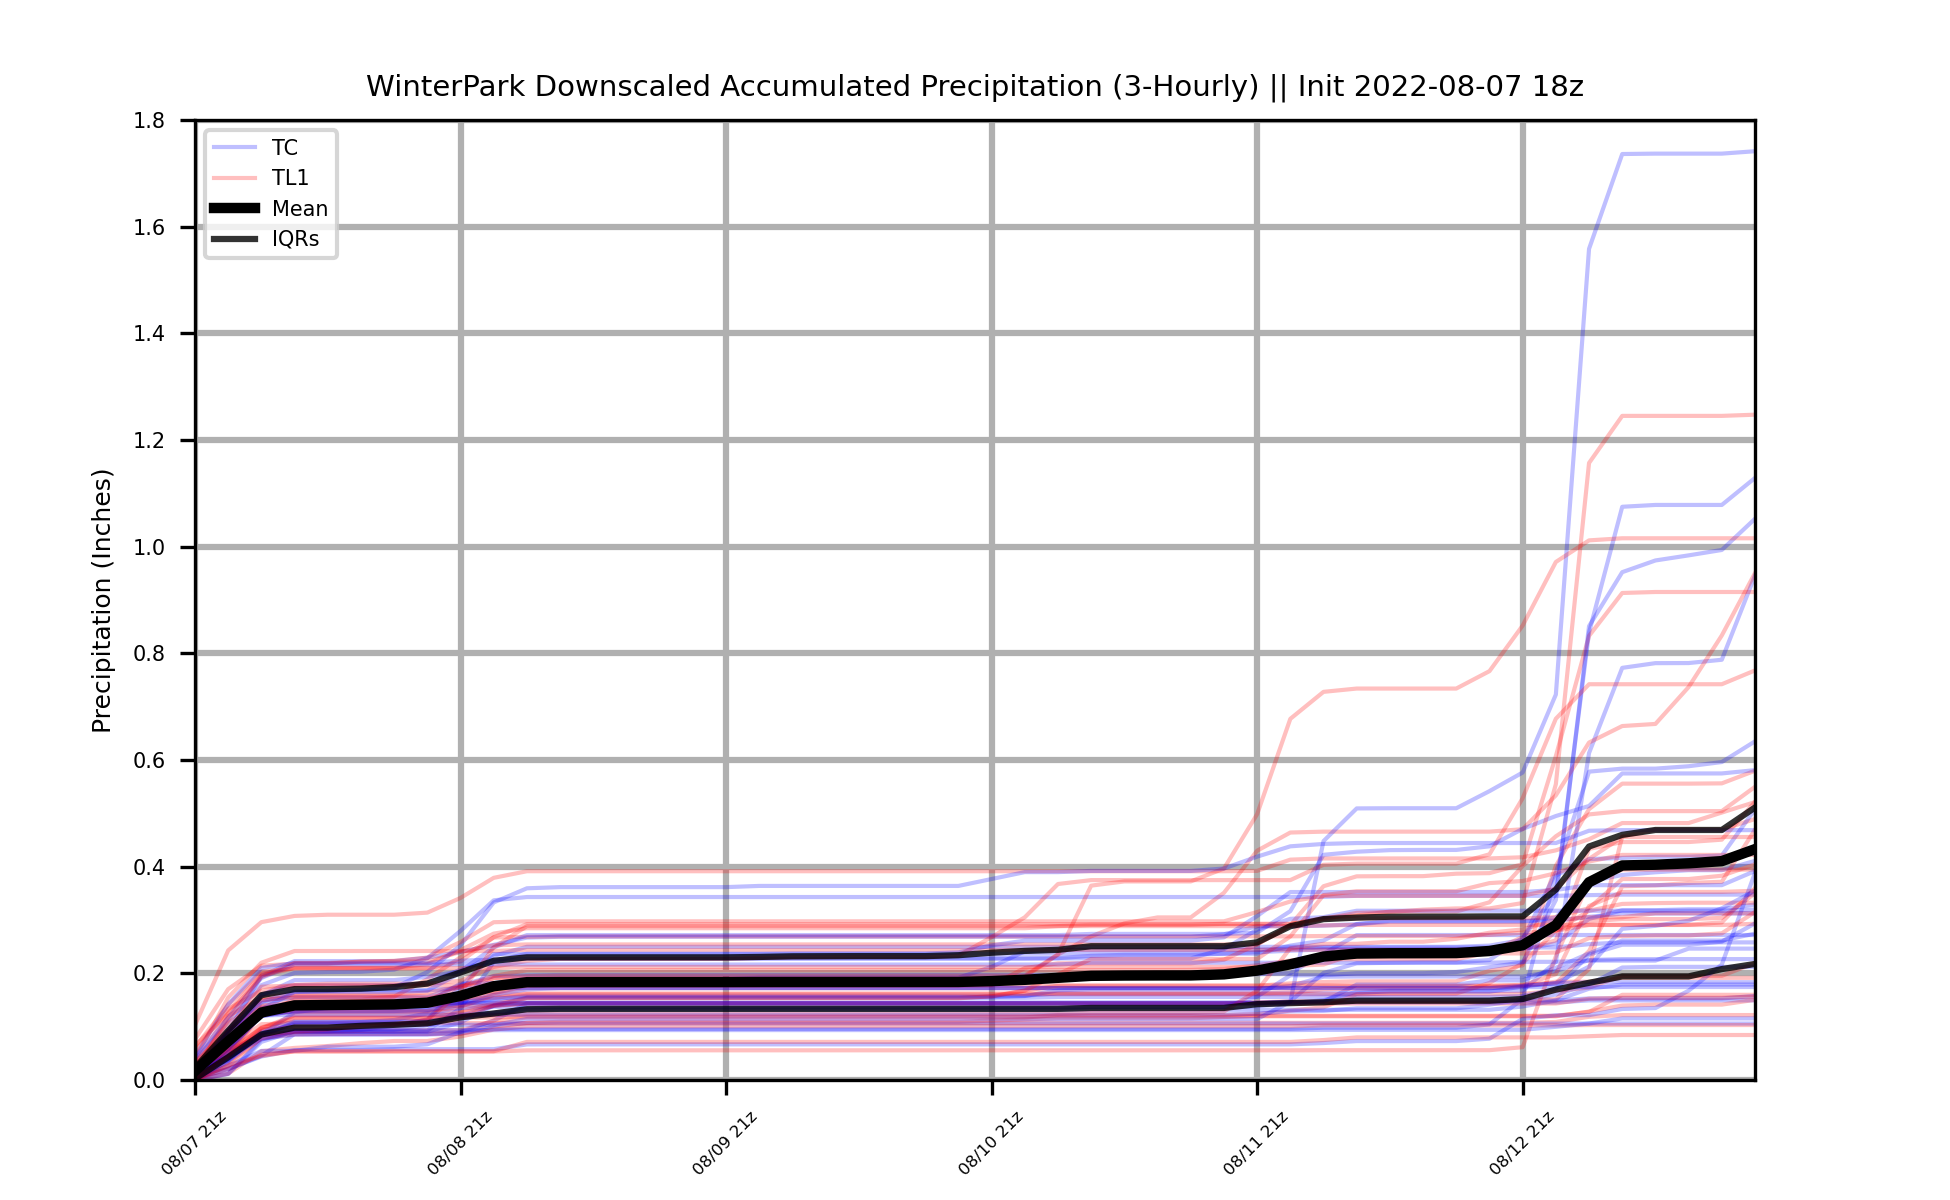 WinterPark Downscaled Accumulated Precipitation (3-Hourly) || Init 2022-08-07 18z
TC
TL1
Mean
IQRs
Precipitation (Inches)
1.8
1.6
1.4
1.2
1.0
0.8
0.6
0.4
0.2
0.0
08/07 21z
08/08 21z
08/09 21z
08/10 21z
08/11 21z
08/12 21z